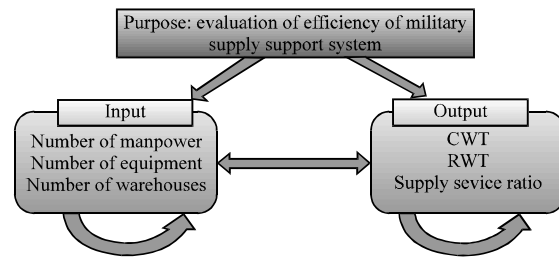 Purpose: evaluation of efficiency of military
supply support system
Input
Number of manpower
Number of equipment
Number of warehouses
Output
CWT
RWT
Supply sevice ratio